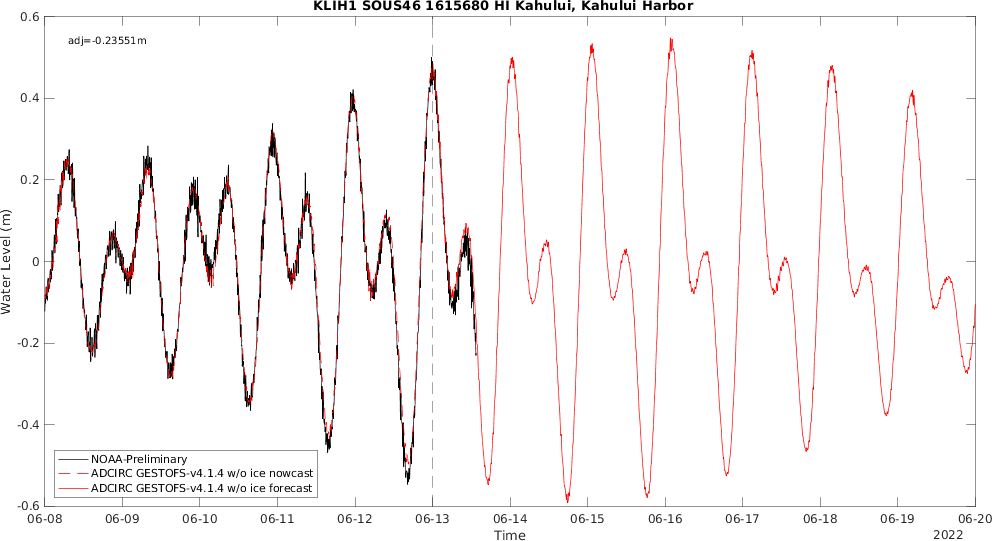 KLIH1 SOUS46 1615680 HI Kahului, Kahului Harbor
adj=-0.23551m
0.6
0.4
0.2
0
-0.2
-0.4
-0.6
Water Level (m)
NOAA-Preliminary
ADCIRC GESTOFS-v4.1.4 w/o ice nowcast
ADCIRC GESTOFS-v4.1.4 w/o ice forecast
06-08 06-09 06-10 06-11 06-12 06-13 06-14 06-15 06-16 06-17 06-18 06-19 06-20
Time
2022